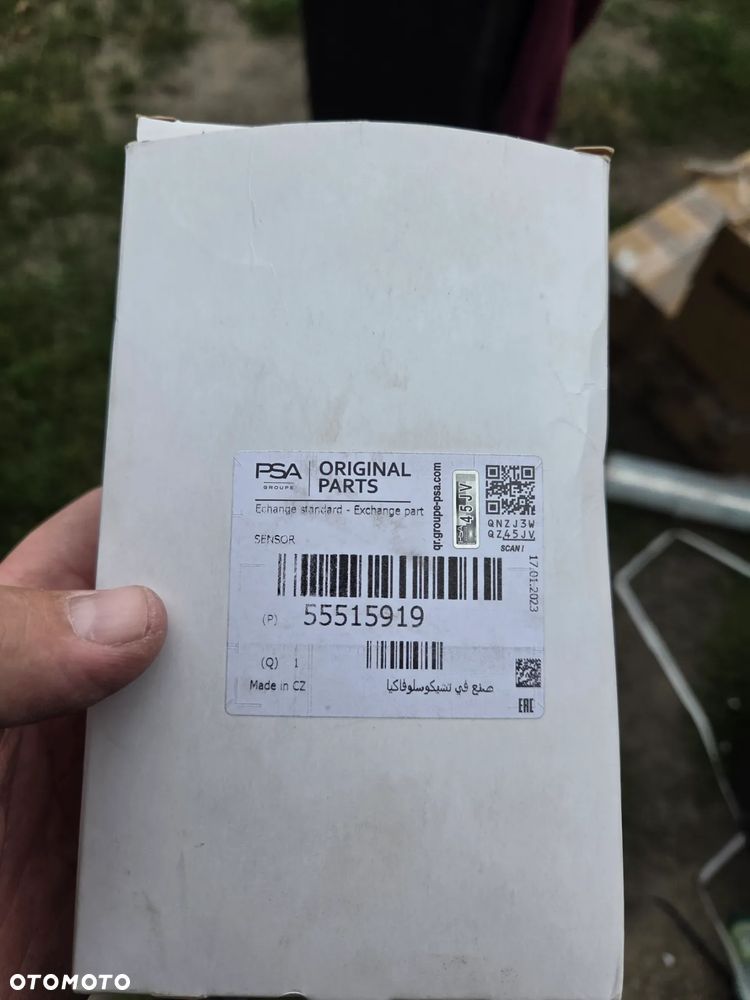 PSA
GROUPE
ORIGINAL
PARTS
Echange standard - Exchange part
qr.groupe-psa.com
45JV
QNZJ3W
QZ45JV
SCAN!
SENSOR
17.01.2023
(P) 55515919
(Q) 1
Made in CZ
صنع في تشيكوسلوفاكيا
EAC
OTOMOTO